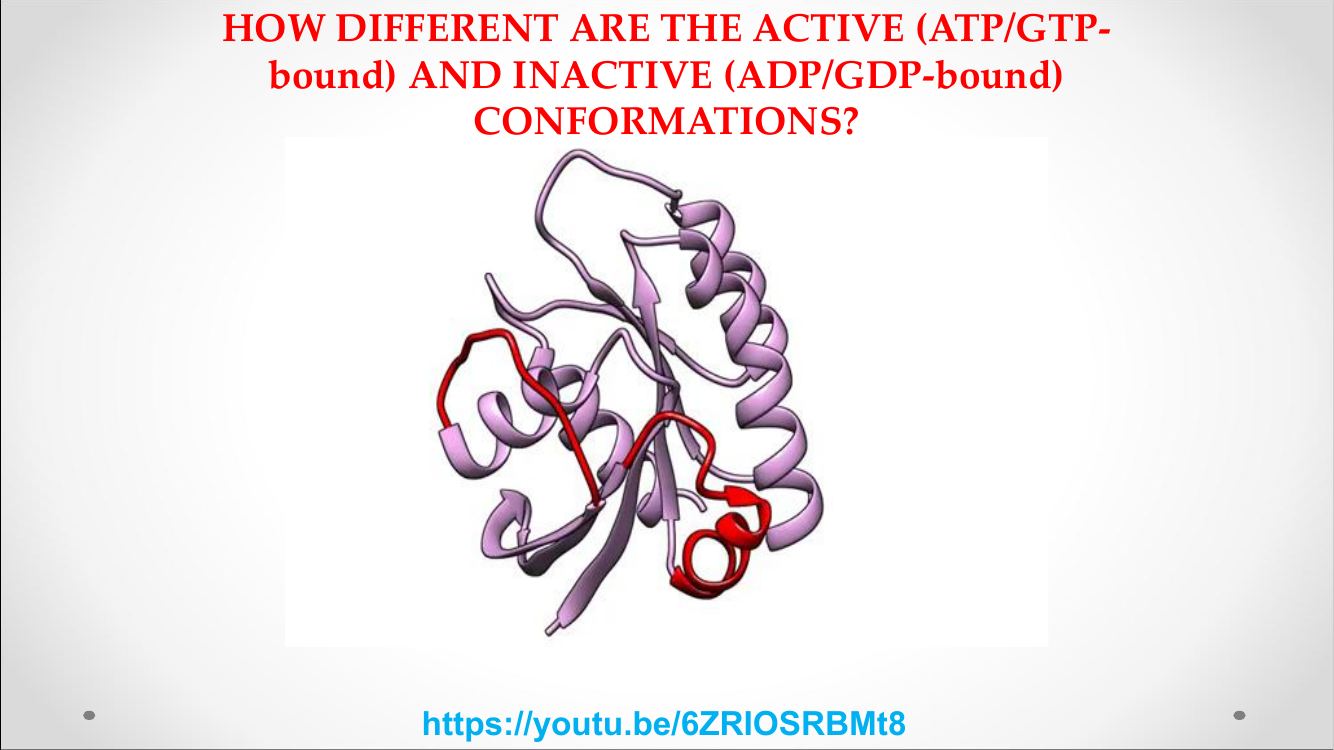 HOW DIFFERENT ARE THE ACTIVE (ATP/GTP-
bound) AND INACTIVE (ADP/GDP-bound)
CONFORMATIONS?
https://youtu.be/6ZRIOSRBMt8